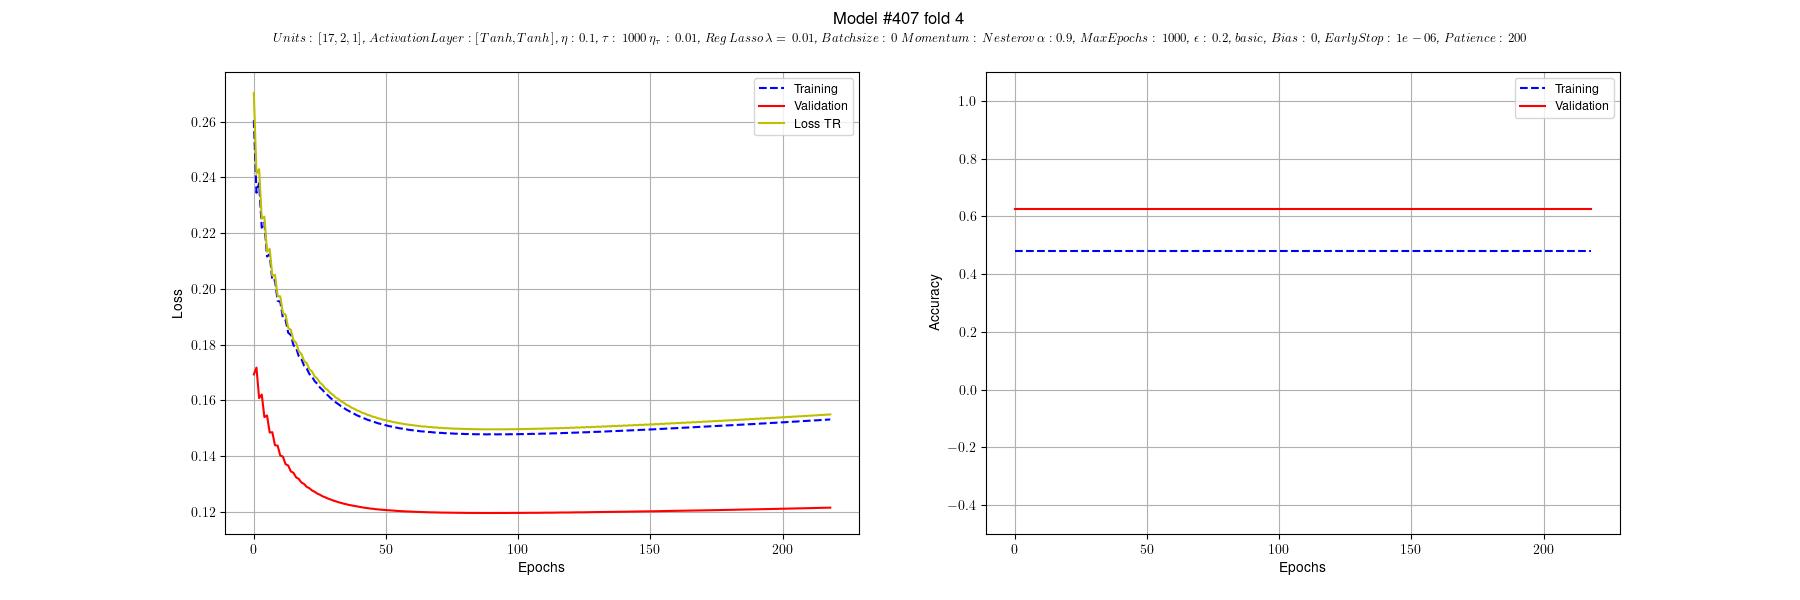 Model #407 fold 4
Units : [17, 2, 1], ActivationLayer : [Tanh, Tanh], η : 0.1, τ : 1000 ητ : 0.01, Reg Lasso λ = 0.01, Batchsize : 0 Momentum : Nesterov α : 0.9, MaxEpochs : 1000, ϵ : 0.2, basic, Bias : 0, EarlyStop : 1e − 06, Patience : 200
Training
Validation
Loss TR
0.26
0.24
0.22
0.20
0.18
0.16
0.14
0.12
Loss
0 50 100 150 200
Epochs
Training
Validation
1.0
0.8
0.6
0.4
0.2
0.0
−0.2
−0.4
Accuracy
0 50 100 150 200
Epochs